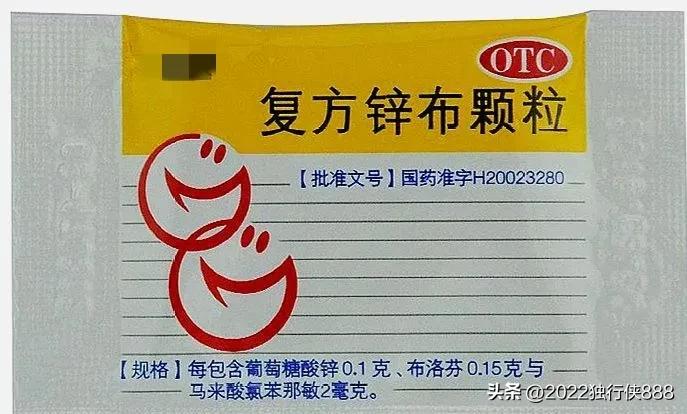 OTC
复方锌布颗粒
【批准文号】国药准字H20023280
【规格】每包含葡萄糖酸锌0.1克、布洛芬0.15克与
马来酸氯苯那敏2毫克。
头条 @2022独行侠888